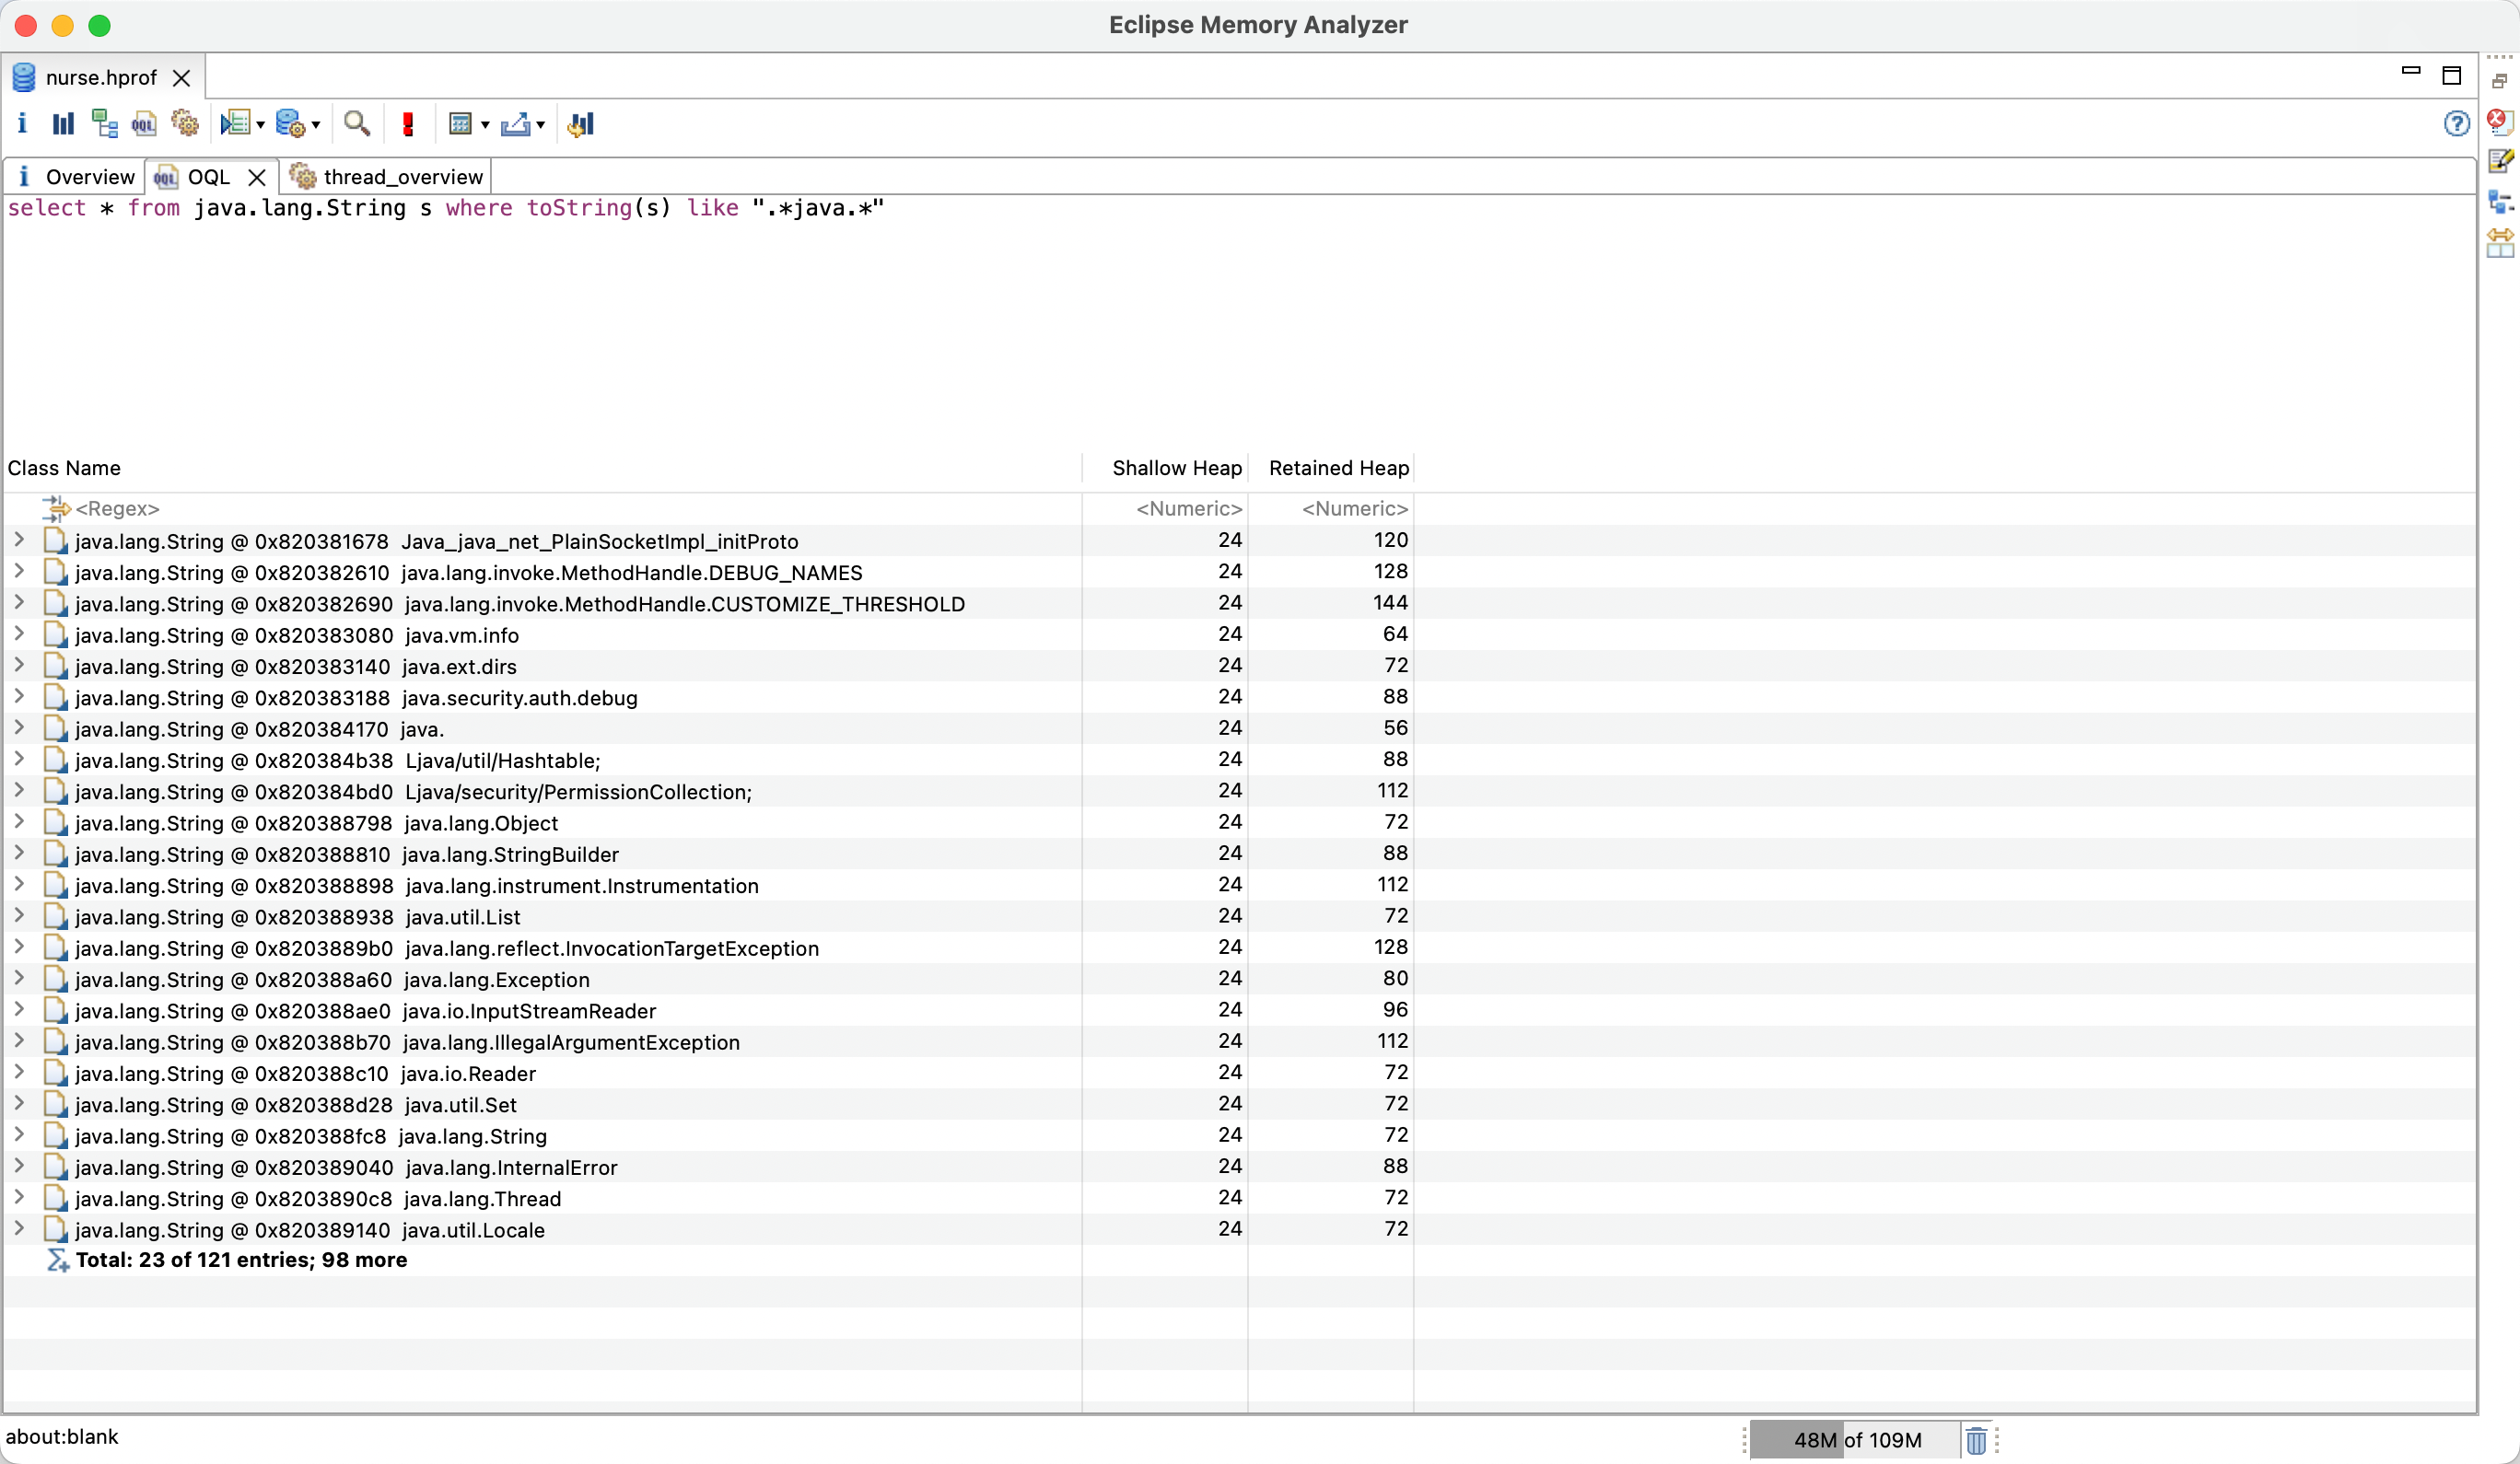 Eclipse Memory Analyzer
nurse.hprof
Overview OQL thread_overview
select * from java.lang.String s where toString(s) like ".*java.*"
Class Name Shallow Heap Retained Heap
<Regex> <Numeric> <Numeric>
java.lang.String @ 0x820381678 Java_java_net_PlainSocketImpl_initProto 24 120
java.lang.String @ 0x820382610 java.lang.invoke.MethodHandle.DEBUG_NAMES 24 128
java.lang.String @ 0x820382690 java.lang.invoke.MethodHandle.CUSTOMIZE_THRESHOLD 24 144
java.lang.String @ 0x820383080 java.vm.info 24 64
java.lang.String @ 0x820383140 java.ext.dirs 24 72
java.lang.String @ 0x820383188 java.security.auth.debug 24 88
java.lang.String @ 0x820384170 java. 24 56
java.lang.String @ 0x820384b38 Ljava/util/Hashtable; 24 88
java.lang.String @ 0x820384bd0 Ljava/security/PermissionCollection; 24 112
java.lang.String @ 0x820388798 java.lang.Object 24 72
java.lang.String @ 0x820388810 java.lang.StringBuilder 24 88
java.lang.String @ 0x820388898 java.lang.instrument.Instrumentation 24 112
java.lang.String @ 0x820388938 java.util.List 24 72
java.lang.String @ 0x8203889b0 java.lang.reflect.InvocationTargetException 24 128
java.lang.String @ 0x820388a60 java.lang.Exception 24 80
java.lang.String @ 0x820388ae0 java.io.InputStreamReader 24 96
java.lang.String @ 0x820388b70 java.lang.IllegalArgumentException 24 112
java.lang.String @ 0x820388c10 java.io.Reader 24 72
java.lang.String @ 0x820388d28 java.util.Set 24 72
java.lang.String @ 0x820388fc8 java.lang.String 24 72
java.lang.String @ 0x820389040 java.lang.InternalError 24 88
java.lang.String @ 0x8203890c8 java.lang.Thread 24 72
java.lang.String @ 0x820389140 java.util.Locale 24 72
Total: 23 of 121 entries; 98 more
about:blank 48M of 109M